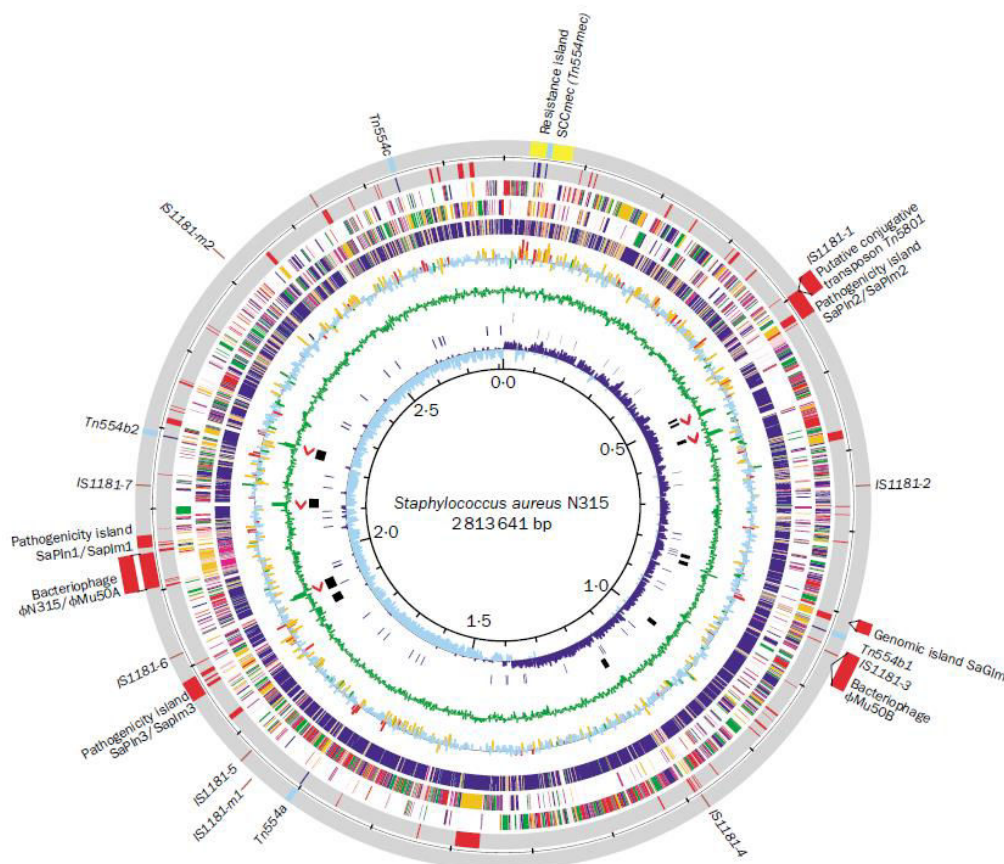 Resistance island
SCCmec (Tn554mec)
Tn554c
IS1181-m2
IS1181-1
Putative conjugative
transposon Tn5801
Pathogenicity island
SaPIn2/SaPIm2
0·0
2·5
0·5
Tn554b2
IS1181-7
IS1181-2
Staphylococcus aureus N315
2813641 bp
Pathogenicity island
SaPIn1/SapIm1
2·0
Bacteriophage
ϕN315/ϕMu50A
1·0
1·5
Genomic island SaGIm
Tn554b1
IS1181-3
Bacteriophage
ϕMu50B
IS1181-6
Pathogenicity island
SaPIn3/SapIm3
IS1181-5
IS1181-m1
Tn554a
IS1181-4